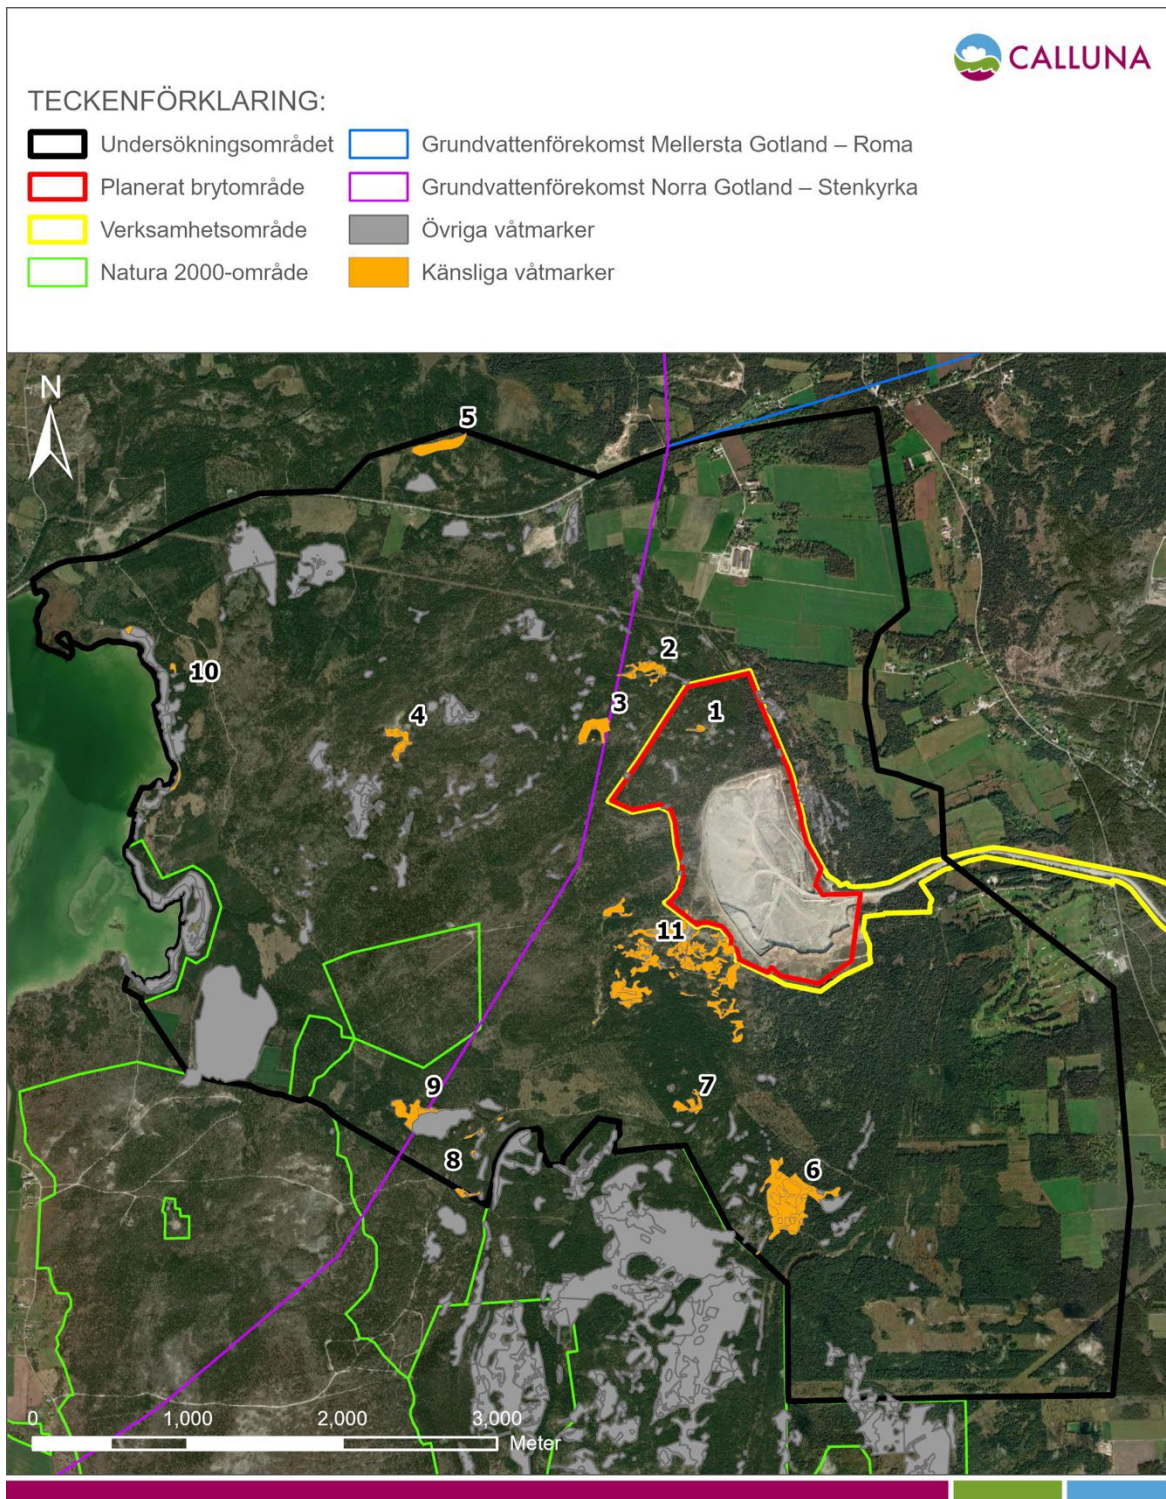 CALLUNA
TECKENFÖRKLARING:
Undersökningsområdet
Grundvattenförekomst Mellersta Gotland – Roma
Planerat brytområde
Grundvattenförekomst Norra Gotland – Stenkyrka
Verksamhetsområde
Övriga våtmarker
Natura 2000-område
Känsliga våtmarker
N
5
2
10
3
1
4
11
9
7
8
6
0 1,000 2,000 3,000
Meter